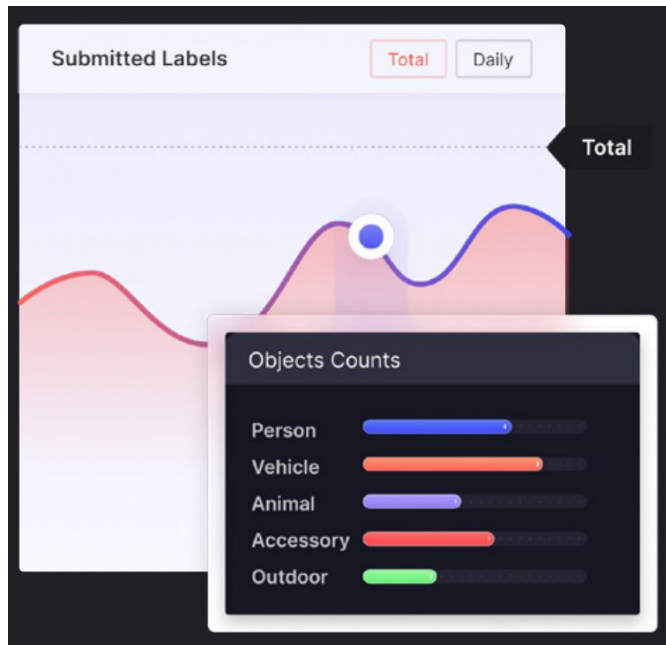 Submitted Labels
Total
Daily
Total
Objects Counts
Person
Vehicle
Animal
Accessory
Outdoor